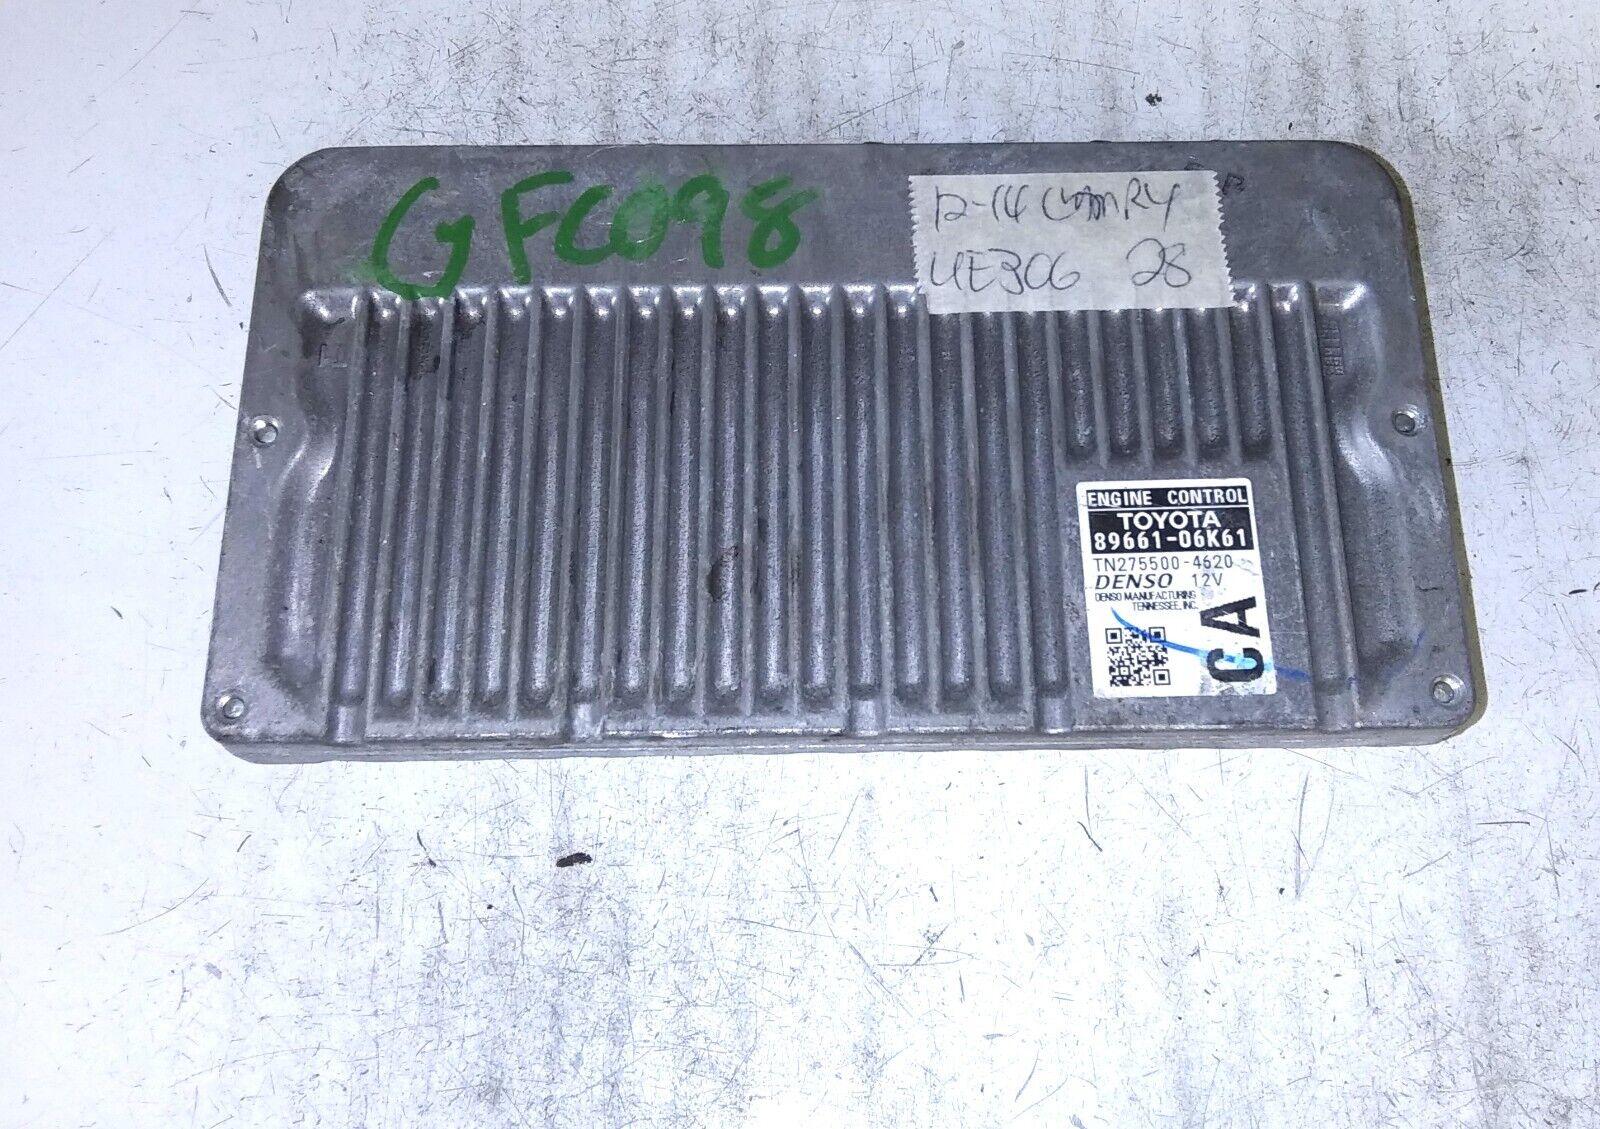 GFC098
12-14 CAMRY
UE306 28
ENGINE CONTROL
TOYOTA
89661-06K61
TN275500-4620
DENSO 12V
DENSO MANUFACTURING
TENNESSEE, INC.
CA